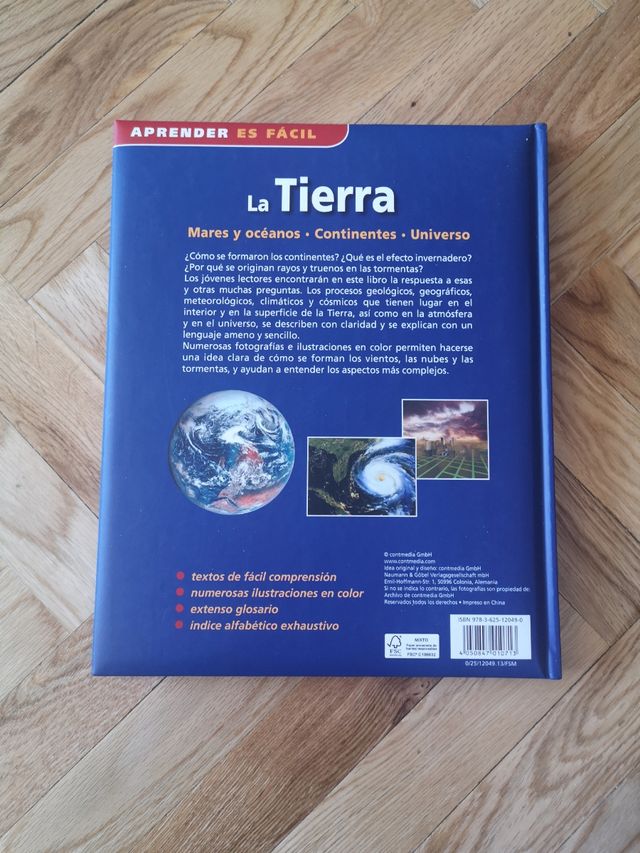 APRENDER ES FÁCIL
La Tierra
Mares y océanos · Continentes · Universo
¿Cómo se formaron los continentes? ¿Qué es el efecto invernadero?
¿Por qué se originan rayos y truenos en las tormentas?
Los jóvenes lectores encontrarán en este libro la respuesta a esas
y otras muchas preguntas. Los procesos geológicos, geográficos,
meteorológicos, climáticos y cósmicos que tienen lugar en el
interior y en la superficie de la Tierra, así como en la atmósfera
y en el universo, se describen con claridad y se explican con un
lenguaje ameno y sencillo.
Numerosas fotografías e ilustraciones en color permiten hacerse
una idea clara de cómo se forman los vientos, las nubes y las
tormentas, y ayudan a entender los aspectos más complejos.
• textos de fácil comprensión
• numerosas ilustraciones en color
• extenso glosario
• índice alfabético exhaustivo
© contmedia GmbH
www.contmedia.com
Idea original y diseño: contmedia GmbH
Naumann & Göbel Verlagsgesellschaft mbH
Emil-Hoffmann-Str. 1, 50996 Colonia, Alemania
Si no se indica lo contrario, las fotografías son propiedad de:
Archivo de contmedia GmbH
Reservados todos los derechos • Impreso en China
FSC
MIXTO
ISBN 978-3-625-12049-0
4 050847 010713
0/25/12049.13/FSM